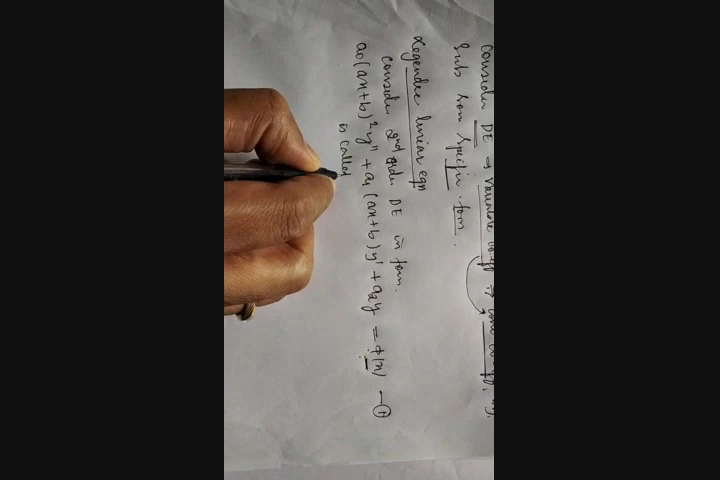 Consider DE → Variable coeff ⇒ const coeff,
Sub non specific form.
Legendre linear eqn
Consider 2nd order DE in form.
a₀(ax+b)²y" + a₁(ax+b)y' + a₂y = φ(x) — ①
is called